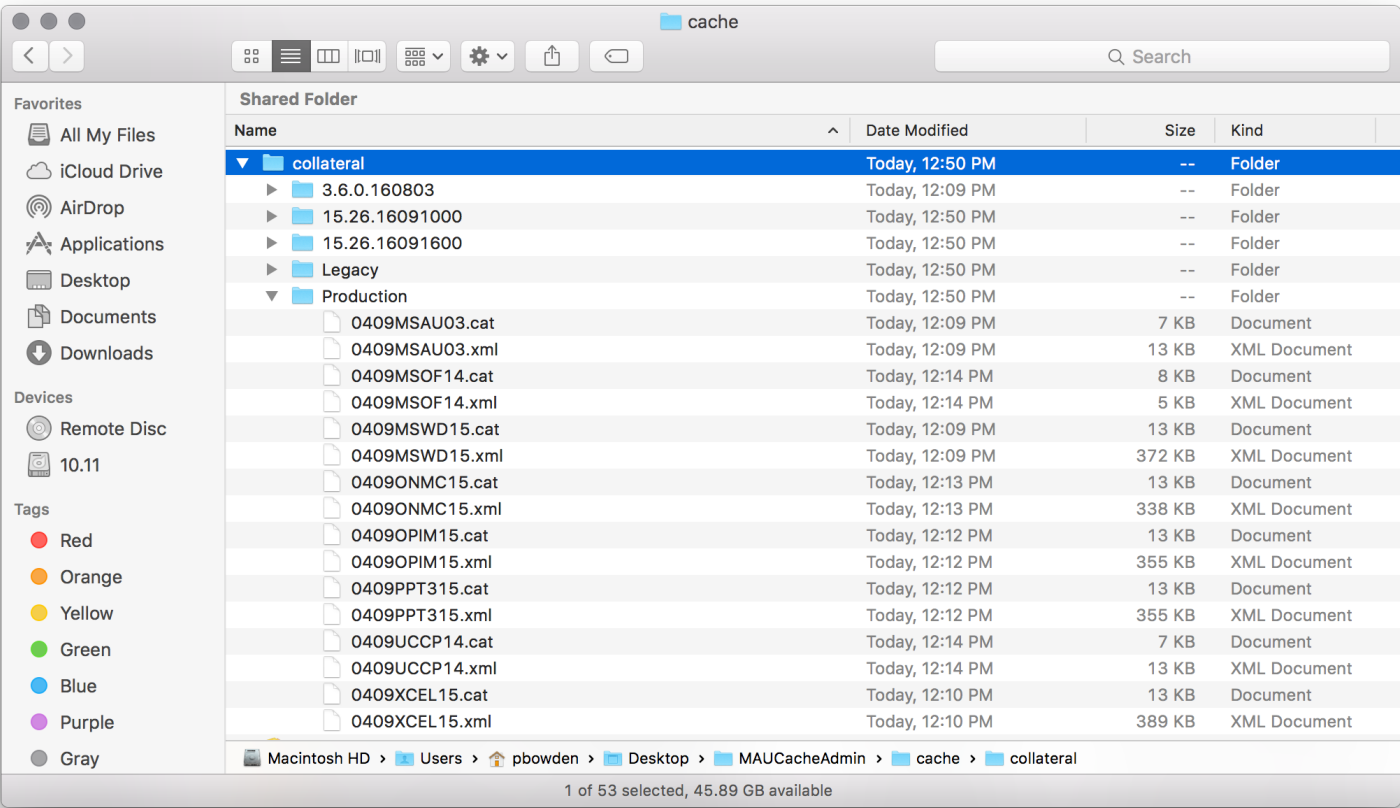 cache
Search
Favorites
All My Files
iCloud Drive
AirDrop
Applications
Desktop
Documents
Downloads
Devices
Remote Disc
10.11
Tags
Red
Orange
Yellow
Green
Blue
Purple
Gray
Shared Folder
Name Date Modified Size Kind
collateral Today, 12:50 PM -- Folder
3.6.0.160803 Today, 12:09 PM -- Folder
15.26.16091000 Today, 12:50 PM -- Folder
15.26.16091600 Today, 12:50 PM -- Folder
Legacy Today, 12:50 PM -- Folder
Production Today, 12:50 PM -- Folder
0409MSAU03.cat Today, 12:09 PM 7 KB Document
0409MSAU03.xml Today, 12:09 PM 13 KB XML Document
0409MSOF14.cat Today, 12:14 PM 8 KB Document
0409MSOF14.xml Today, 12:14 PM 5 KB XML Document
0409MSWD15.cat Today, 12:09 PM 13 KB Document
0409MSWD15.xml Today, 12:09 PM 372 KB XML Document
0409ONMC15.cat Today, 12:13 PM 13 KB Document
0409ONMC15.xml Today, 12:13 PM 338 KB XML Document
0409OPIM15.cat Today, 12:12 PM 13 KB Document
0409OPIM15.xml Today, 12:12 PM 355 KB XML Document
0409PPT315.cat Today, 12:12 PM 13 KB Document
0409PPT315.xml Today, 12:12 PM 355 KB XML Document
0409UCCP14.cat Today, 12:14 PM 7 KB Document
0409UCCP14.xml Today, 12:14 PM 13 KB XML Document
0409XCEL15.cat Today, 12:10 PM 13 KB Document
0409XCEL15.xml Today, 12:10 PM 389 KB XML Document
Macintosh HD › Users › pbowden › Desktop › MAUCacheAdmin › cache › collateral
1 of 53 selected, 45.89 GB available